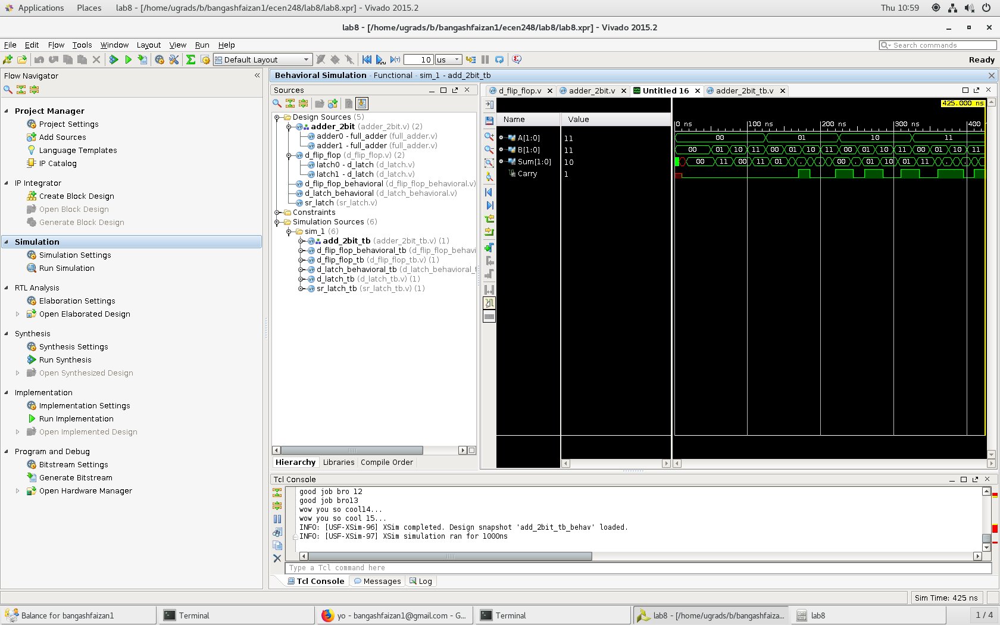 Applications Places lab8 - [/home/ugrads/b/bangashfaizan1/ecen248/lab8/lab8.xpr] - Vivado 2015.2 Thu 10:59
lab8 - [/home/ugrads/b/bangashfaizan1/ecen248/lab8/lab8.xpr] - Vivado 2015.2
File Edit Flow Tools Window Layout View Run Help Search commands
Default Layout 10 us Ready
Flow Navigator
Project Manager
Project Settings
Add Sources
Language Templates
IP Catalog
IP Integrator
Create Block Design
Open Block Design
Generate Block Design
Simulation
Simulation Settings
Run Simulation
RTL Analysis
Elaboration Settings
Open Elaborated Design
Synthesis
Synthesis Settings
Run Synthesis
Open Synthesized Design
Implementation
Implementation Settings
Run Implementation
Open Implemented Design
Program and Debug
Bitstream Settings
Generate Bitstream
Open Hardware Manager
Behavioral Simulation - Functional - sim_1 - add_2bit_tb
Sources
Design Sources (5)
adder_2bit (adder_2bit.v) (2)
adder0 - full_adder (full_adder.v)
adder1 - full_adder (full_adder.v)
d_flip_flop (d_flip_flop.v) (2)
latch0 - d_latch (d_latch.v)
latch1 - d_latch (d_latch.v)
d_flip_flop_behavioral (d_flip_flop_behavioral.v)
d_latch_behavioral (d_latch_behavioral.v)
sr_latch (sr_latch.v)
Constraints
Simulation Sources (6)
sim_1 (6)
add_2bit_tb (adder_2bit_tb.v) (1)
d_flip_flop_behavioral_tb (d_flip_flop_behavi
d_flip_flop_tb (d_flip_flop_tb.v) (1)
d_latch_behavioral_tb (d_latch_behavioral_t
d_latch_tb (d_latch_tb.v) (1)
sr_latch_tb (sr_latch_tb.v) (1)
Hierarchy Libraries Compile Order
d_flip_flop.v adder_2bit.v Untitled 16 adder_2bit_tb.v
425.000 ns
Name Value
0 ns 100 ns 200 ns 300 ns 400
A[1:0] 11 00 01 10 11
B[1:0] 11 00 01 10 11 00 01 10 11 00 01 10 11 00 01 10 11
Sum[1:0] 10 00 11 00 11 01 . . 00 . 01 10 01 11 . . .
Carry 1
Tcl Console
good job bro 12
good job bro13
wow you so cool14...
wow you so cool 15...
INFO: [USF-XSim-96] XSim completed. Design snapshot 'add_2bit_tb_behav' loaded.
INFO: [USF-XSim-97] XSim simulation ran for 1000ns
Type a Tcl command here
Tcl Console Messages Log
Sim Time: 425 ns
Balance for bangashfaizan1 Terminal yo - bangashfaizan1@gmail.com - G... Terminal lab8 - [/home/ugrads/b/bangashfaiza... lab8 1 / 4